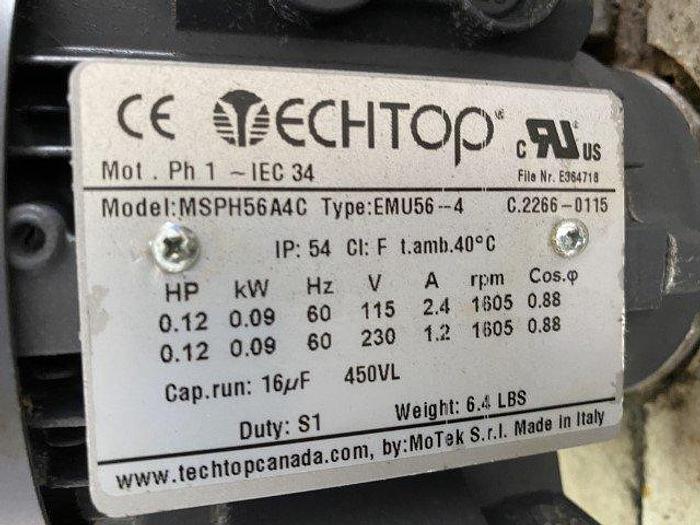 CE TECHTOP® c RU US
Mot . Ph 1 ~ IEC 34 File Nr. E364718
Model:MSPH56A4C Type:EMU56--4 C.2266-0115
IP: 54 Cl: F t.amb.40°C
HP kW Hz V A rpm Cos.φ
0.12 0.09 60 115 2.4 1605 0.88
0.12 0.09 60 230 1.2 1605 0.88
Cap.run: 16µF 450VL
Duty: S1 Weight: 6.4 LBS
www.techtopcanada.com, by:MoTek S.r.l. Made in Italy